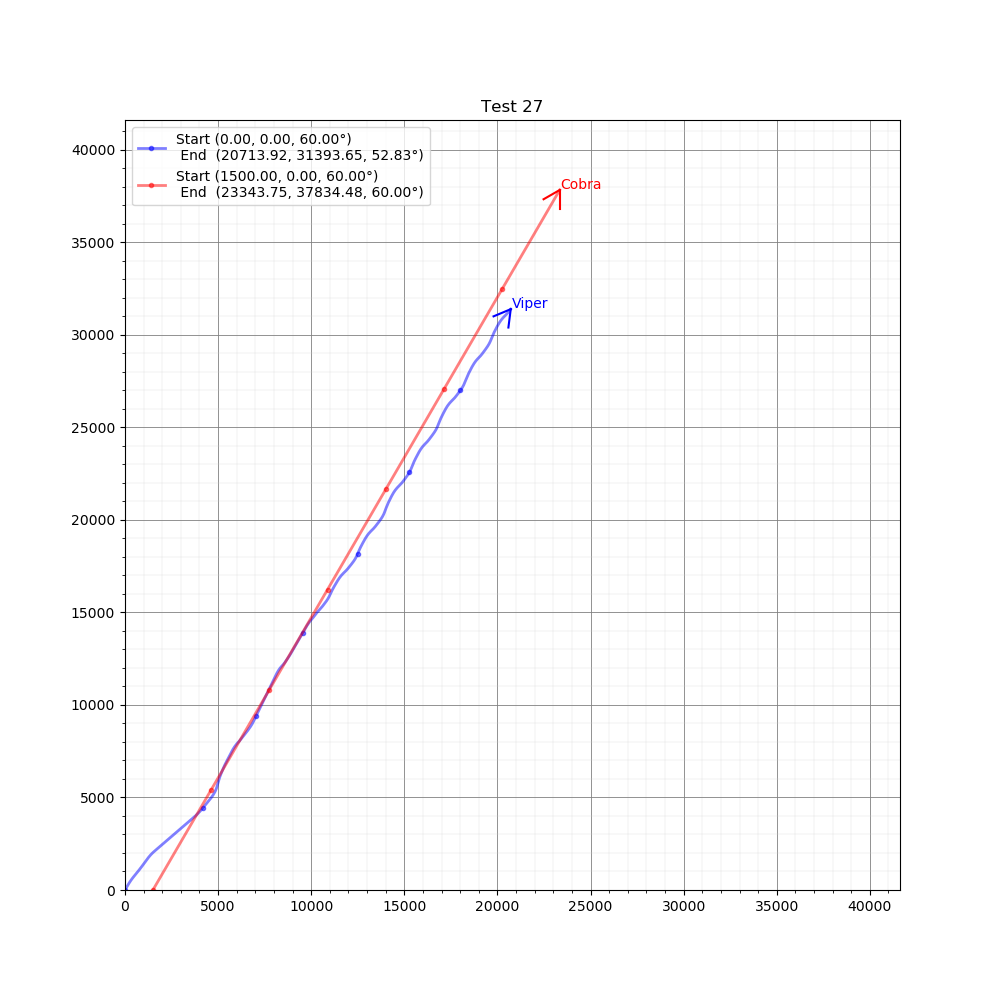 Test 27
Start (0.00, 0.00, 60.00°)
End (20713.92, 31393.65, 52.83°)
Start (1500.00, 0.00, 60.00°)
End (23343.75, 37834.48, 60.00°)
Cobra
Viper
40000
35000
30000
25000
20000
15000
10000
5000
0
0 5000 10000 15000 20000 25000 30000 35000 40000